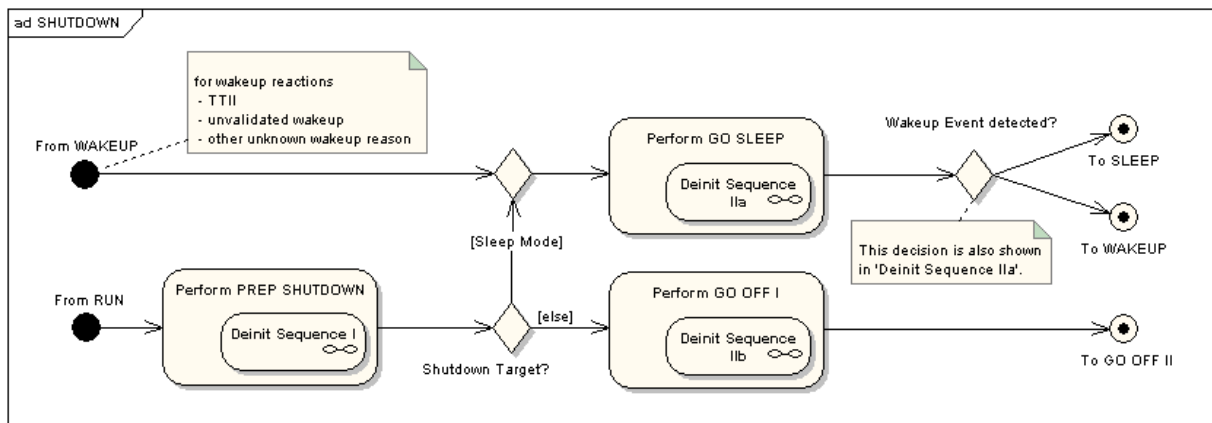 ad SHUTDOWN
for wakeup reactions
- TTII
- unvalidated wakeup
- other unknown wakeup reason
From WAKEUP
Perform GO SLEEP
Deinit Sequence
IIa
Wakeup Event detected?
To SLEEP
To WAKEUP
This decision is also shown
in 'Deinit Sequence IIa'.
[Sleep Mode]
From RUN
Perform PREP SHUTDOWN
Deinit Sequence I
[else]
Shutdown Target?
Perform GO OFF I
Deinit Sequence
IIb
To GO OFF II